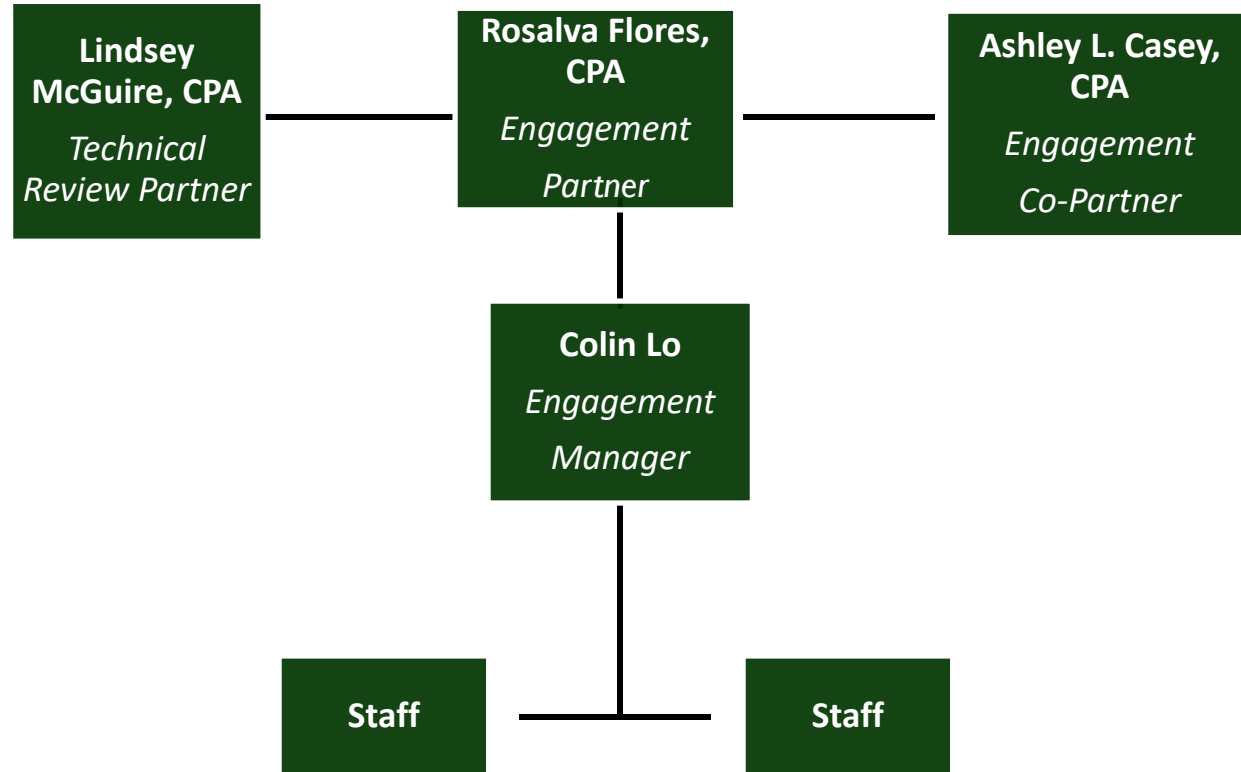 Lindsey
McGuire, CPA
Technical
Review Partner
Rosalva Flores,
CPA
Engagement
Partner
Ashley L. Casey,
CPA
Engagement
Co-Partner
Colin Lo
Engagement
Manager
Staff
Staff